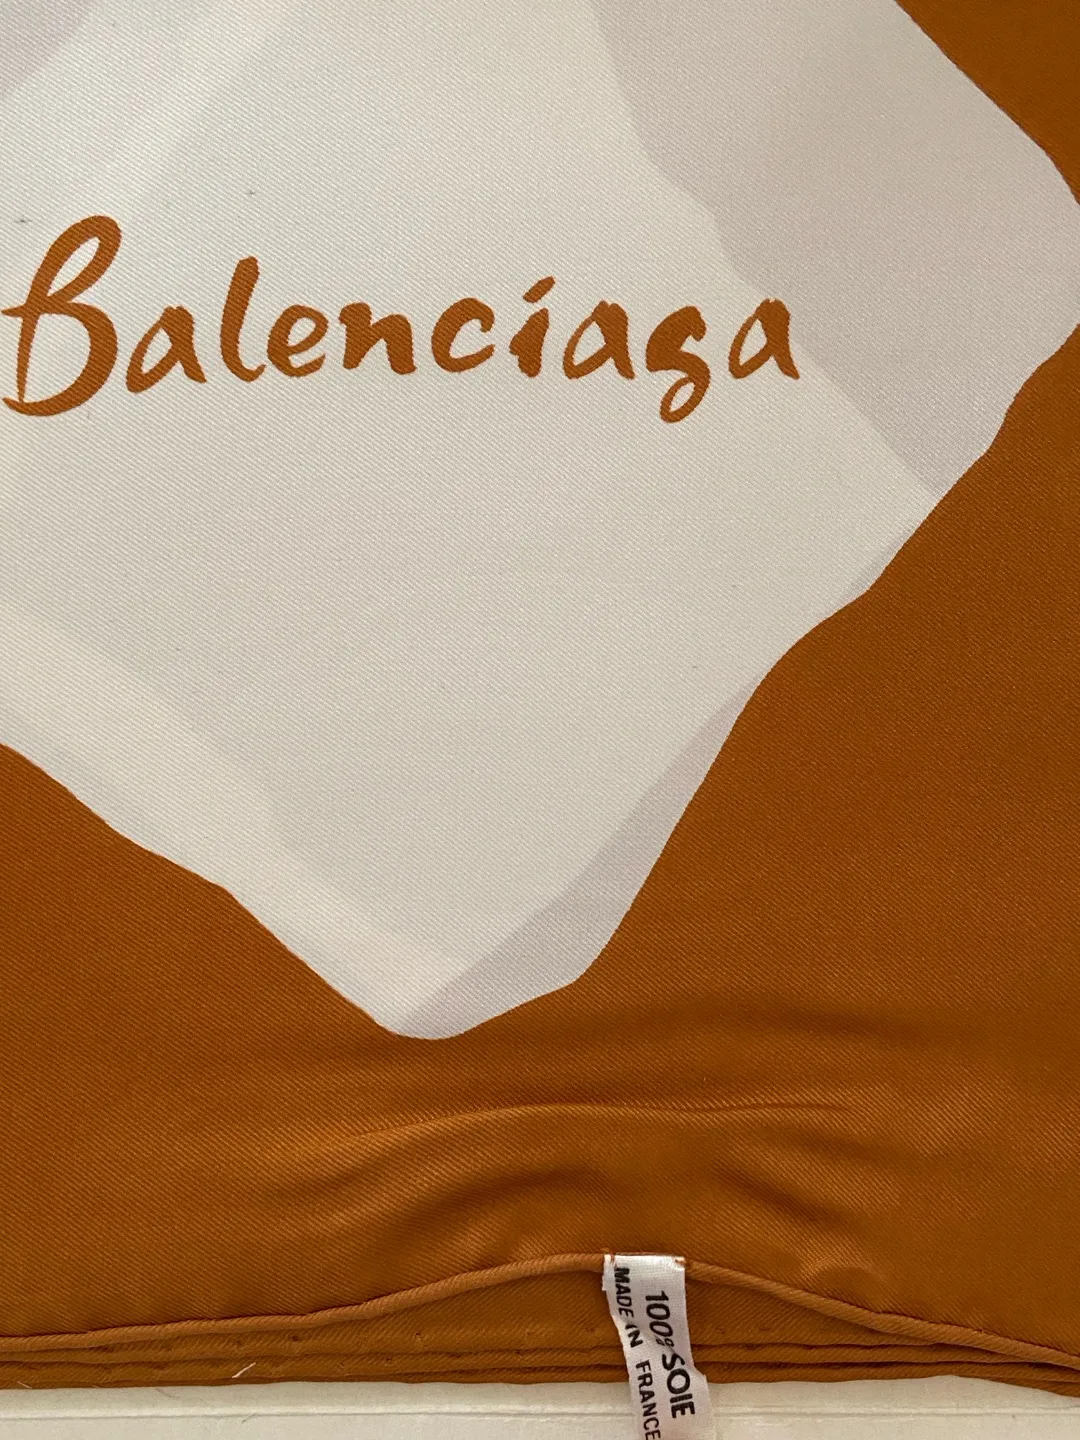 Balenciaga
100% SOIE
MADE IN FRANCE